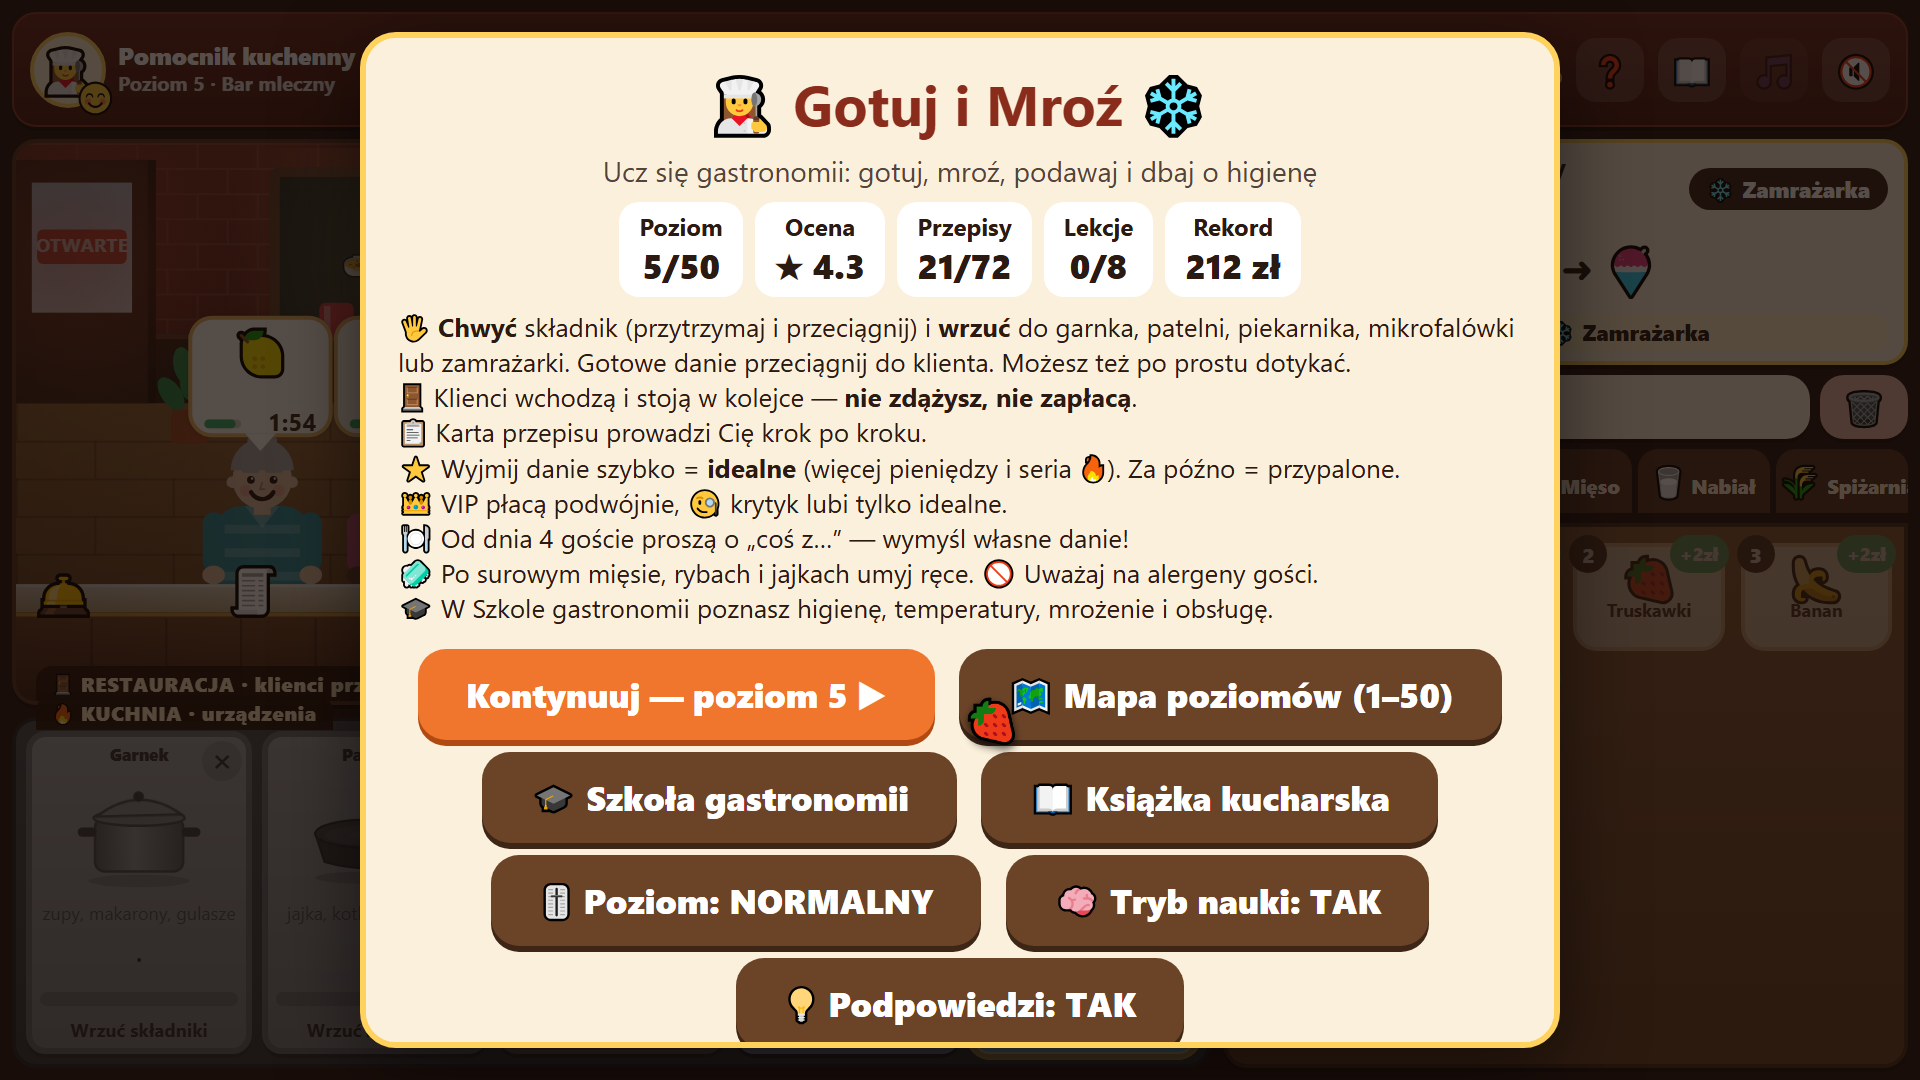 Pomocnik kuchenny
Poziom 5 · Bar mleczny
Gotuj i Mroź
Ucz się gastronomii: gotuj, mroź, podawaj i dbaj o higienę
Poziom
5/50
Ocena
★ 4.3
Przepisy
21/72
Lekcje
0/8
Rekord
212 zł
Chwyć składnik (przytrzymaj i przeciągnij) i wrzuć do garnka, patelni, piekarnika, mikrofalówki
lub zamrażarki. Gotowe danie przeciągnij do klienta. Możesz też po prostu dotykać.
Klienci wchodzą i stoją w kolejce — nie zdążysz, nie zapłacą.
Karta przepisu prowadzi Cię krok po kroku.
Wyjmij danie szybko = idealne (więcej pieniędzy i seria 🔥). Za późno = przypalone.
VIP płacą podwójnie, 🧐 krytyk lubi tylko idealne.
Od dnia 4 goście proszą o „coś z…” — wymyśl własne danie!
Po surowym mięsie, rybach i jajkach umyj ręce. 🚫 Uważaj na alergeny gości.
W Szkole gastronomii poznasz higienę, temperatury, mrożenie i obsługę.
Kontynuuj — poziom 5 ▶
Mapa poziomów (1–50)
Szkoła gastronomii
Książka kucharska
Poziom: NORMALNY
Tryb nauki: TAK
Podpowiedzi: TAK
OTWARTE
1:54
RESTAURACJA · klienci
KUCHNIA · urządzenia
Garnek
zupy, makarony, gulasze
Wrzuć składniki
jajka,
Wrzuć
Zamrażarka
Zamrażarka
Mięso
Nabiał
2
+2zł
Truskawki
3
+2zł
Banan